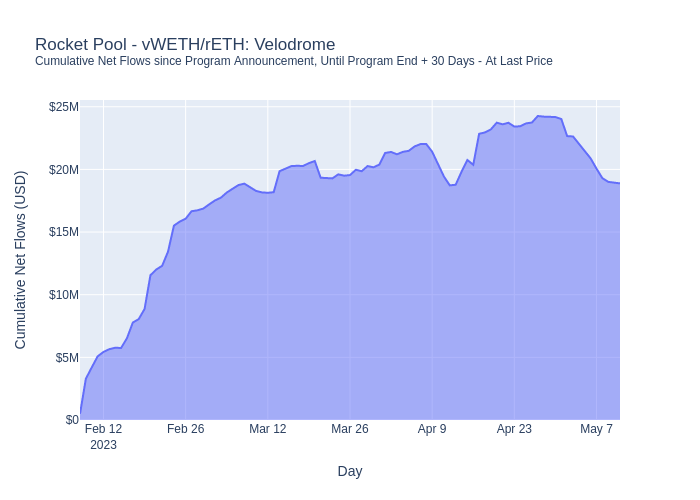 Rocket Pool - vWETH/rETH: Velodrome
Cumulative Net Flows since Program Announcement, Until Program End + 30 Days - At Last Price
Cumulative Net Flows (USD)
$25M
$20M
$15M
$10M
$5M
$0
Feb 12
2023
Feb 26
Mar 12
Mar 26
Apr 9
Apr 23
May 7
Day